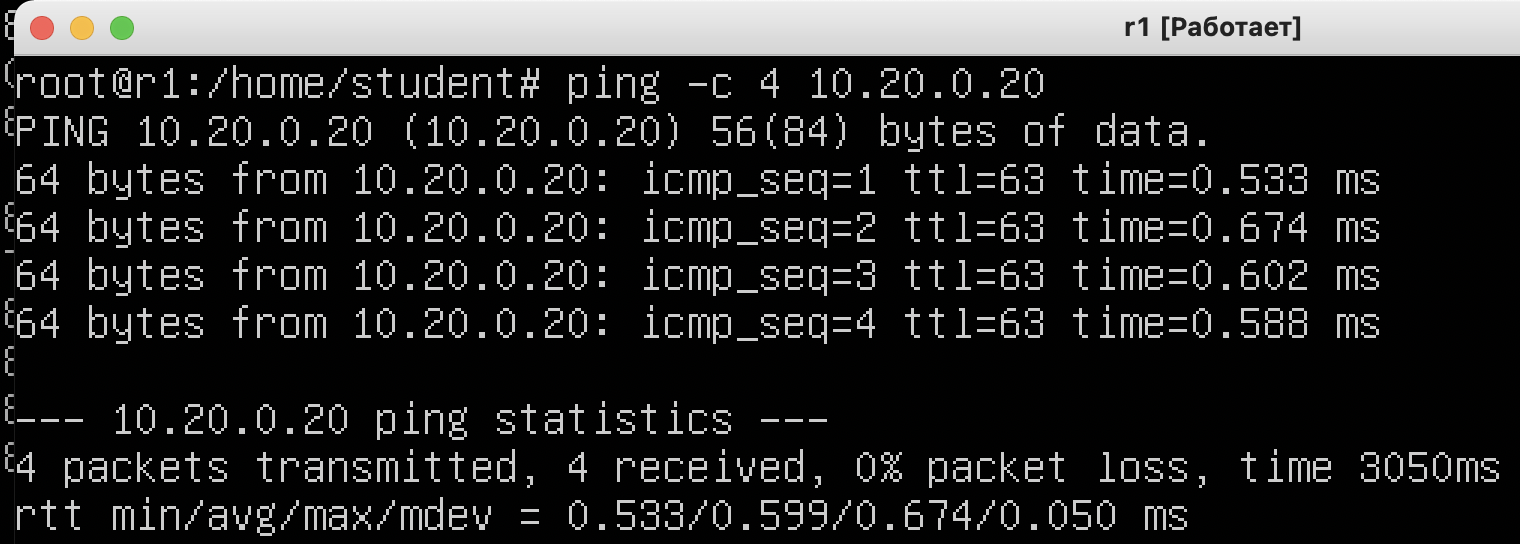 r1 [Работает]
root@r1:/home/student# ping -c 4 10.20.0.20
PING 10.20.0.20 (10.20.0.20) 56(84) bytes of data.
64 bytes from 10.20.0.20: icmp_seq=1 ttl=63 time=0.533 ms
64 bytes from 10.20.0.20: icmp_seq=2 ttl=63 time=0.674 ms
64 bytes from 10.20.0.20: icmp_seq=3 ttl=63 time=0.602 ms
64 bytes from 10.20.0.20: icmp_seq=4 ttl=63 time=0.588 ms
--- 10.20.0.20 ping statistics ---
4 packets transmitted, 4 received, 0% packet loss, time 3050ms
rtt min/avg/max/mdev = 0.533/0.599/0.674/0.050 ms